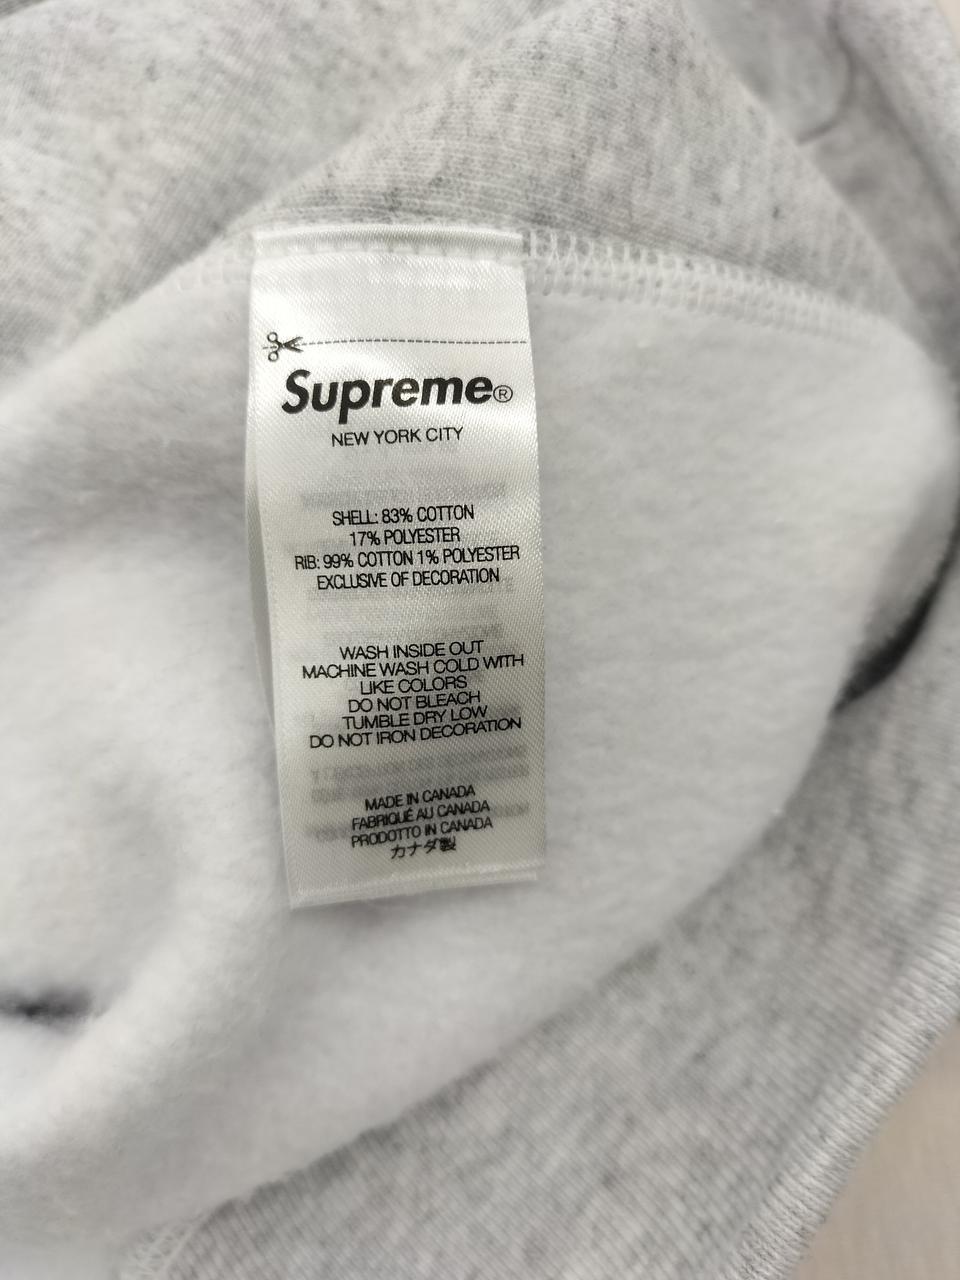 Supreme®
NEW YORK CITY
SHELL: 83% COTTON
17% POLYESTER
RIB: 99% COTTON 1% POLYESTER
EXCLUSIVE OF DECORATION
WASH INSIDE OUT
MACHINE WASH COLD WITH
LIKE COLORS
DO NOT BLEACH
TUMBLE DRY LOW
DO NOT IRON DECORATION
MADE IN CANADA
FABRIQUÉ AU CANADA
PRODOTTO IN CANADA
カナダ製